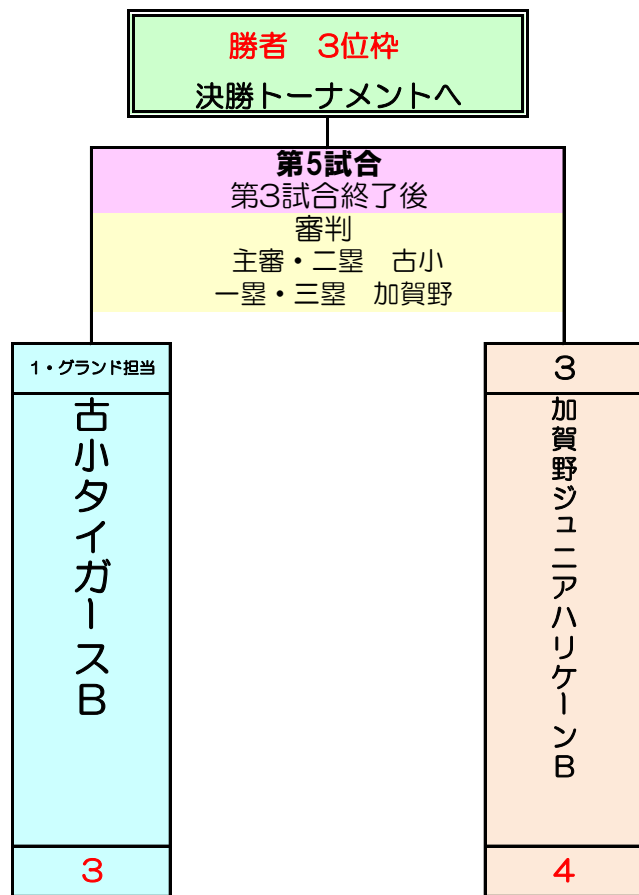 勝者　3位枠
決勝トーナメントへ
第5試合
第3試合終了後
審判
主審・二塁　古小
一塁・三塁　加賀野
1・グランド担当
古小タイガースB
3
3
加賀野ジュニアハリケーンB
4